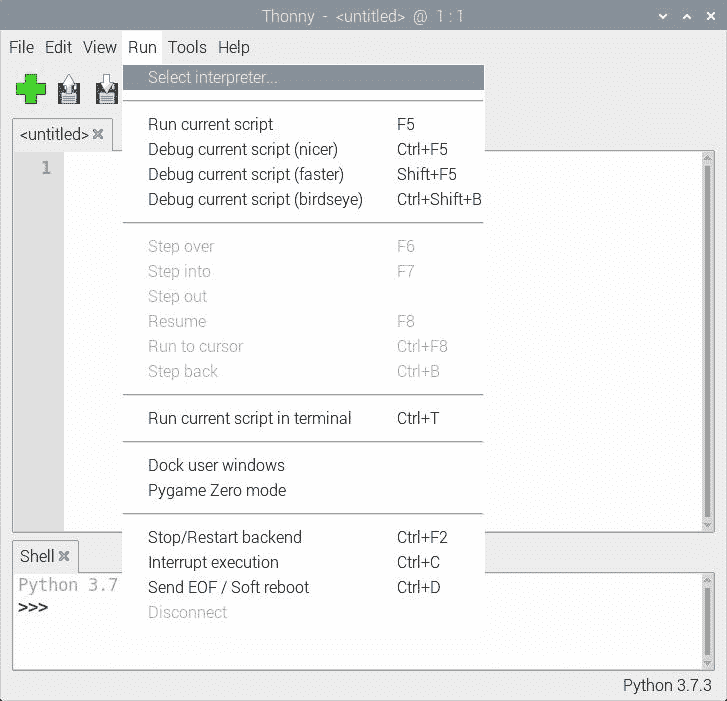 Thonny - <untitled> @ 1 : 1
File Edit View Run Tools Help
Select interpreter...
Run current script F5
<untitled>
Debug current script (nicer) Ctrl+F5
1
Debug current script (faster) Shift+F5
Debug current script (birdseye) Ctrl+Shift+B
Step over F6
Step into F7
Step out
Resume F8
Run to cursor Ctrl+F8
Step back Ctrl+B
Run current script in terminal Ctrl+T
Dock user windows
Pygame Zero mode
Stop/Restart backend Ctrl+F2
Shell
Interrupt execution Ctrl+C
Python 3.7
Send EOF / Soft reboot Ctrl+D
>>>
Disconnect
Python 3.7.3